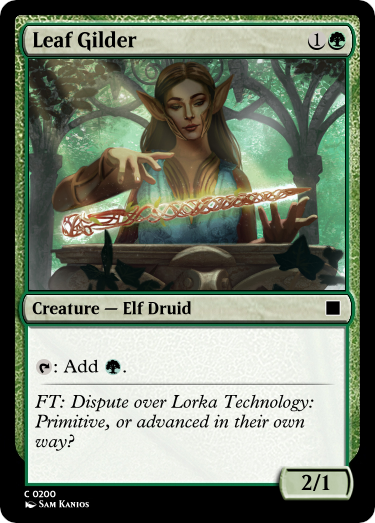 Leaf Gilder 1
Creature — Elf Druid
: Add .
FT: Dispute over Lorka Technology:
Primitive, or advanced in their own
way?
2/1
C 0200
Sam Kanios